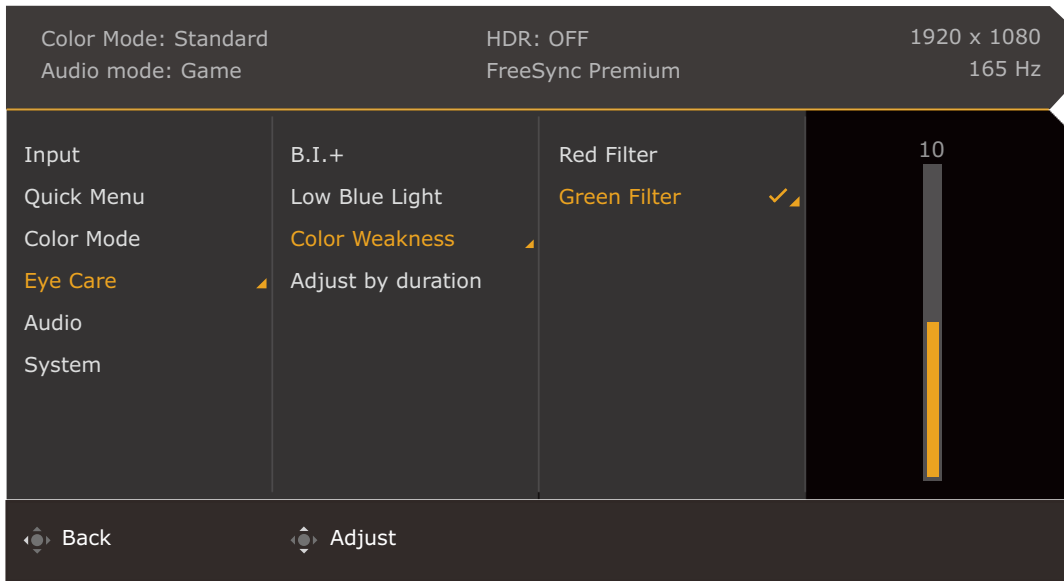 Color Mode: Standard
Audio mode: Game
HDR: OFF
FreeSync Premium
1920 x 1080
165 Hz
Input
Quick Menu
Color Mode
Eye Care
Audio
System
B.I.+
Low Blue Light
Color Weakness
Adjust by duration
Red Filter
Green Filter
10
Back
Adjust